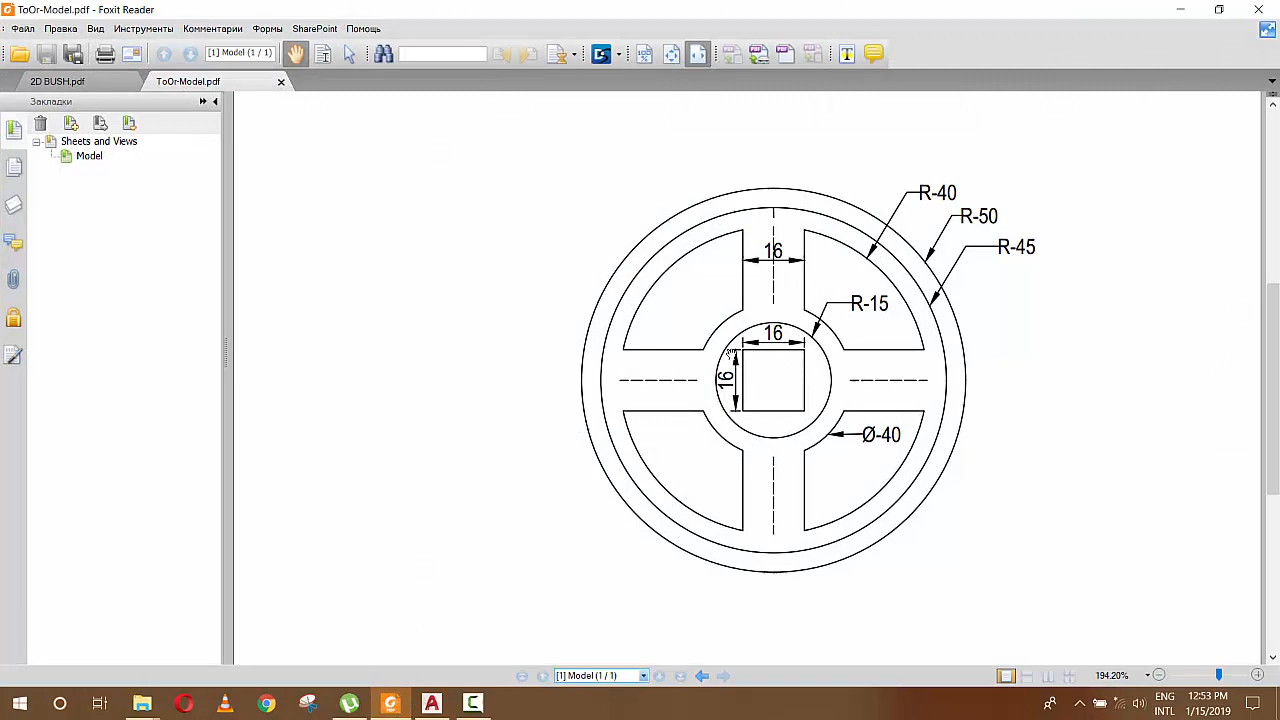 ToOr-Model.pdf - Foxit Reader
Файл Правка Вид Инструменты Комментарии Формы SharePoint Помощь
[1] Model (1 / 1)
2D BUSH.pdf ToOr-Model.pdf
Закладки
Sheets and Views
Model
R-40
R-50
R-45
16
R-15
16
16
Ø-40
[1] Model (1 / 1)
194.20%
ENG 12:53 PM
INTL 1/15/2019